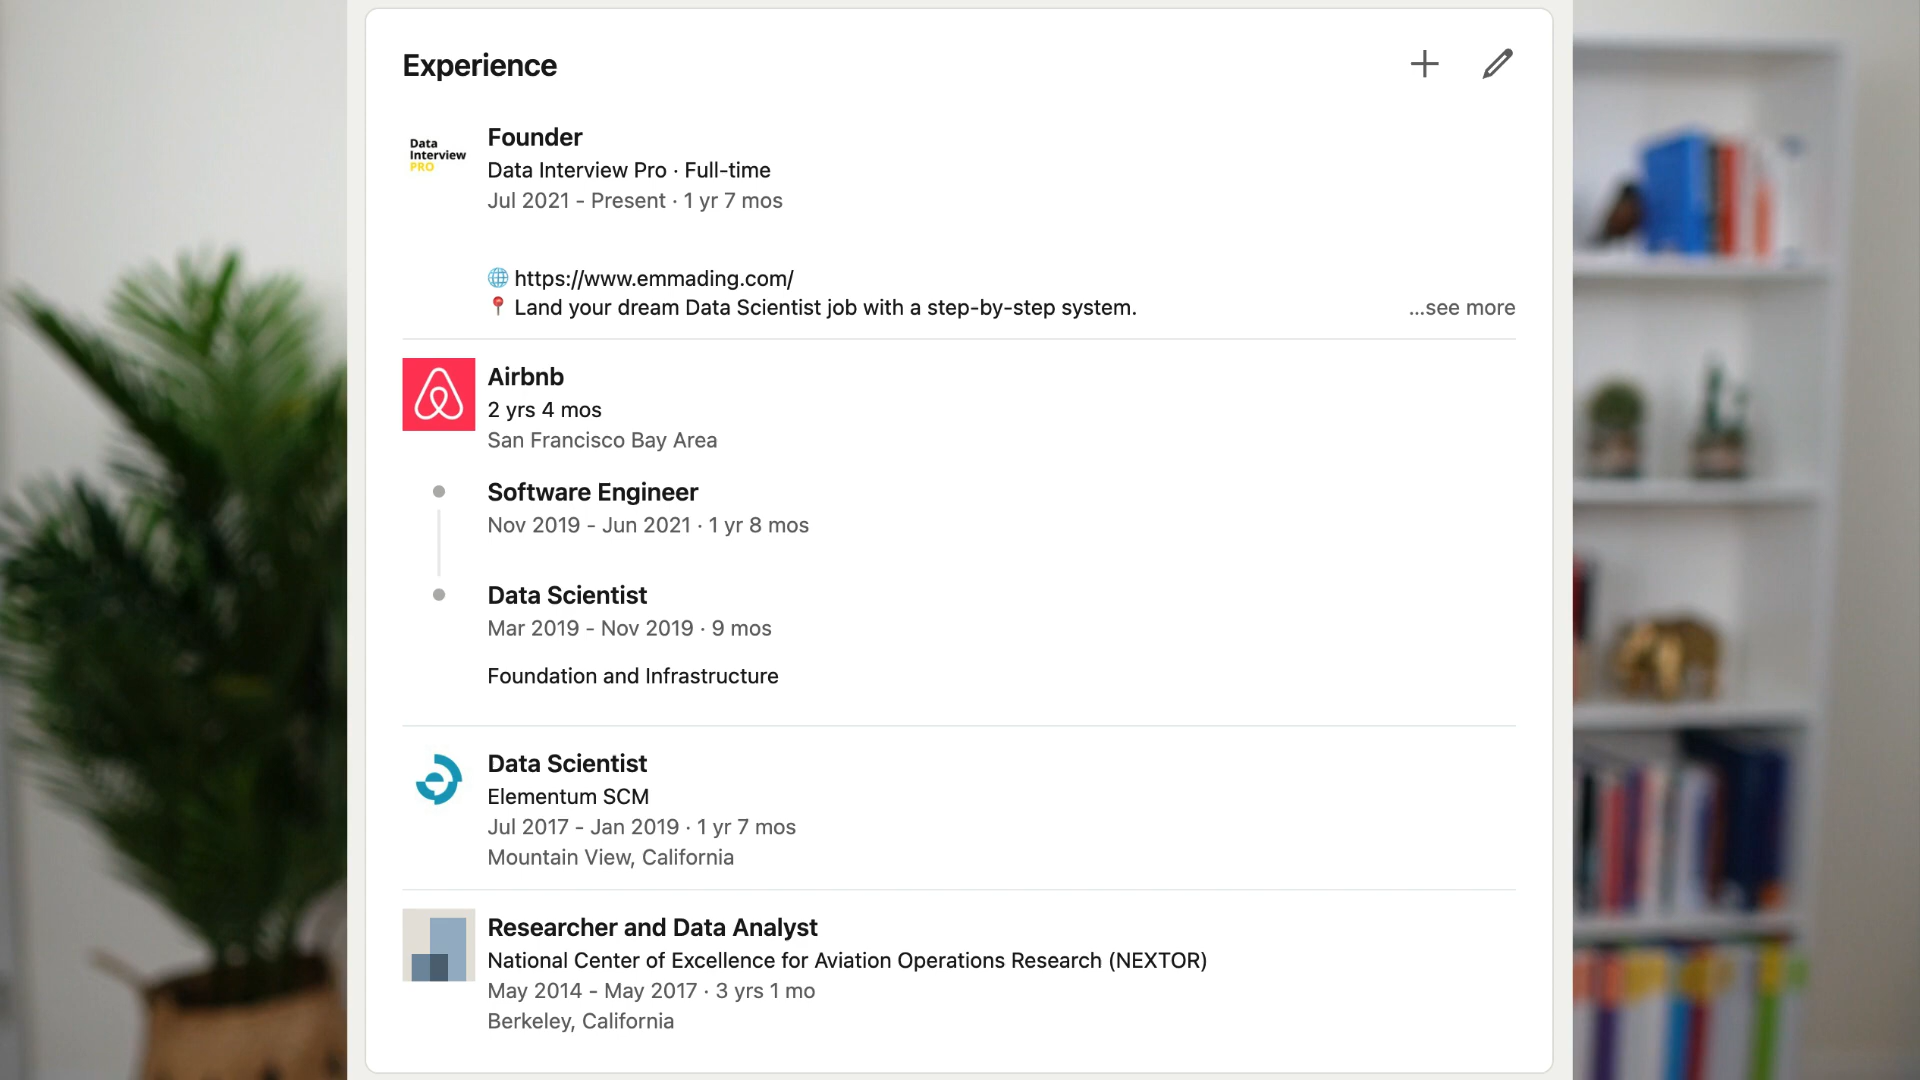 Experience
Data
Interview
PRO
Founder
Data Interview Pro · Full-time
Jul 2021 - Present · 1 yr 7 mos
https://www.emmading.com/
Land your dream Data Scientist job with a step-by-step system.
...see more
Airbnb
2 yrs 4 mos
San Francisco Bay Area
Software Engineer
Nov 2019 - Jun 2021 · 1 yr 8 mos
Data Scientist
Mar 2019 - Nov 2019 · 9 mos
Foundation and Infrastructure
Data Scientist
Elementum SCM
Jul 2017 - Jan 2019 · 1 yr 7 mos
Mountain View, California
Researcher and Data Analyst
National Center of Excellence for Aviation Operations Research (NEXTOR)
May 2014 - May 2017 · 3 yrs 1 mo
Berkeley, California